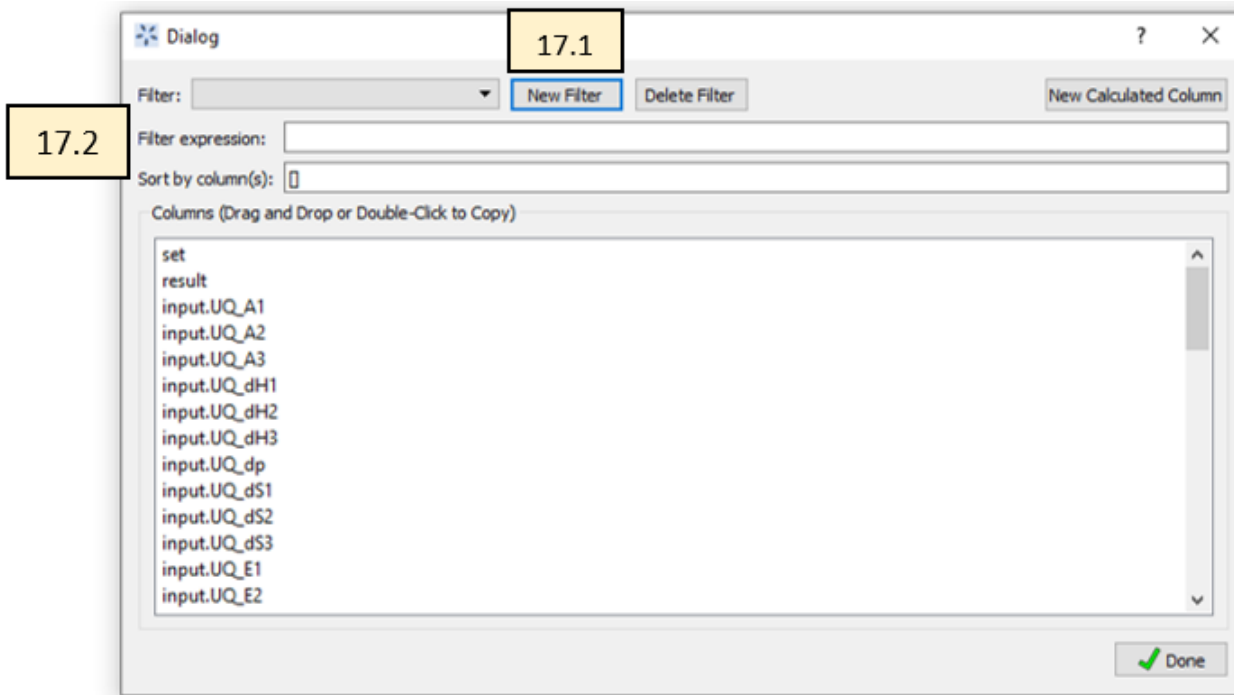 Dialog
17.1
?
Filter:
New Filter
Delete Filter
New Calculated Column
17.2
Filter expression:
Sort by column(s): []
Columns (Drag and Drop or Double-Click to Copy)
set
result
input.UQ_A1
input.UQ_A2
input.UQ_A3
input.UQ_dH1
input.UQ_dH2
input.UQ_dH3
input.UQ_dp
input.UQ_dS1
input.UQ_dS2
input.UQ_dS3
input.UQ_E1
input.UQ_E2
Done